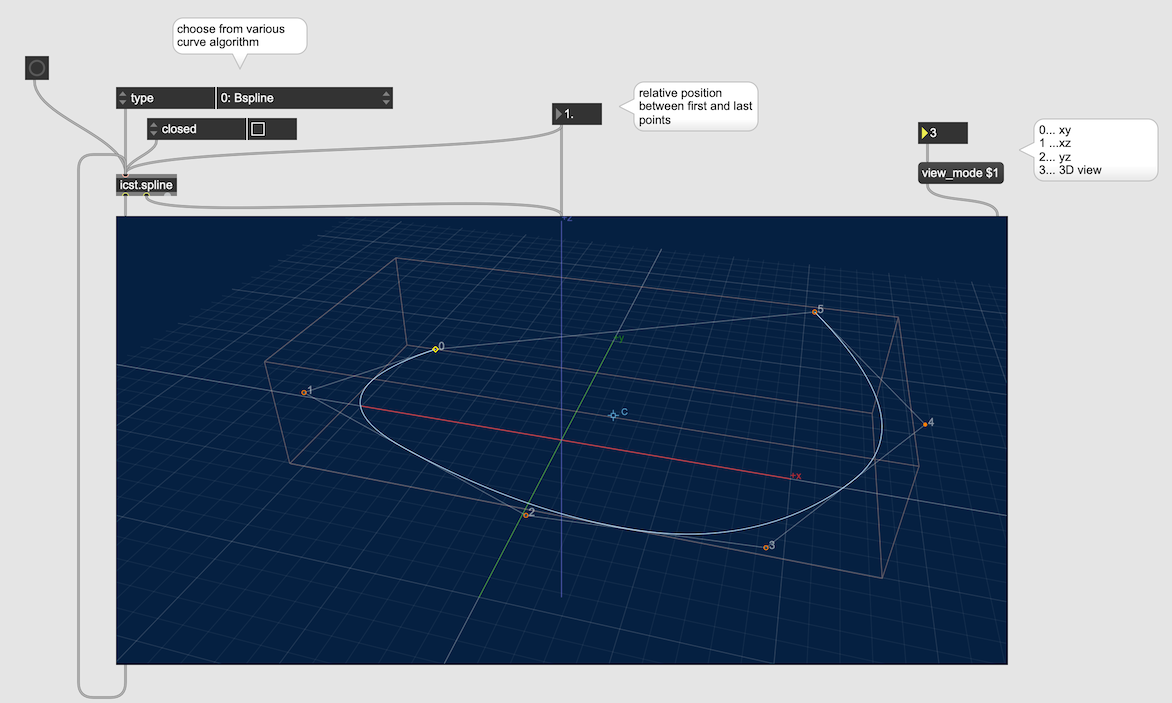 choose from various
curve algorithm
type
0: Bspline
closed
1.
relative position
between first and last
points
3
view_mode $1
0... xy
1 ...xz
2... yz
3... 3D view
icst.spline
+z
5
+y
0
1
C
4
+x
2
3